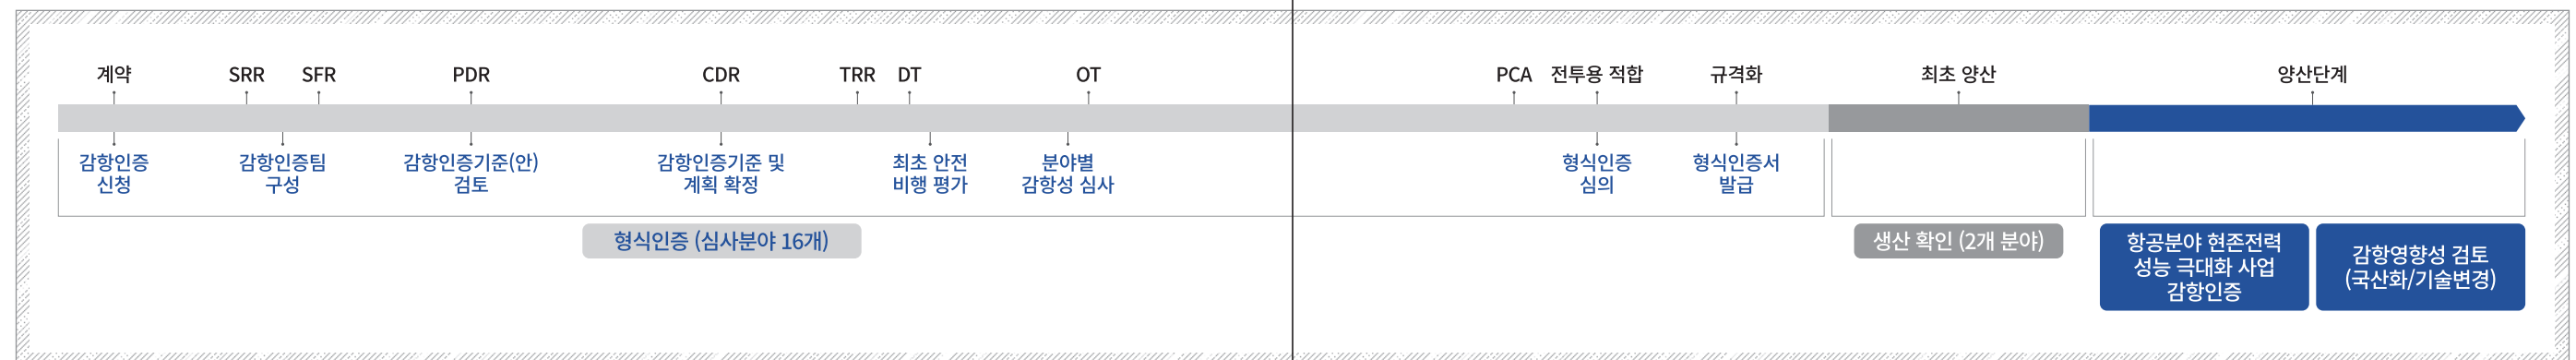 계약 SRR SFR PDR CDR TRR DT OT PCA 전투용 적합 규격화 최초 양산 양산단계
감항인증
신청
감항인증팀
구성
감항인증기준(안)
검토
감항인증기준 및
계획 확정
최초 안전
비행 평가
분야별
감항성 심사
형식인증
심의
형식인증서
발급
형식인증 (심사분야 16개)
생산 확인 (2개 분야)
항공분야 현존전력
성능 극대화 사업
감항인증
감항영향성 검토
(국산화/기술변경)